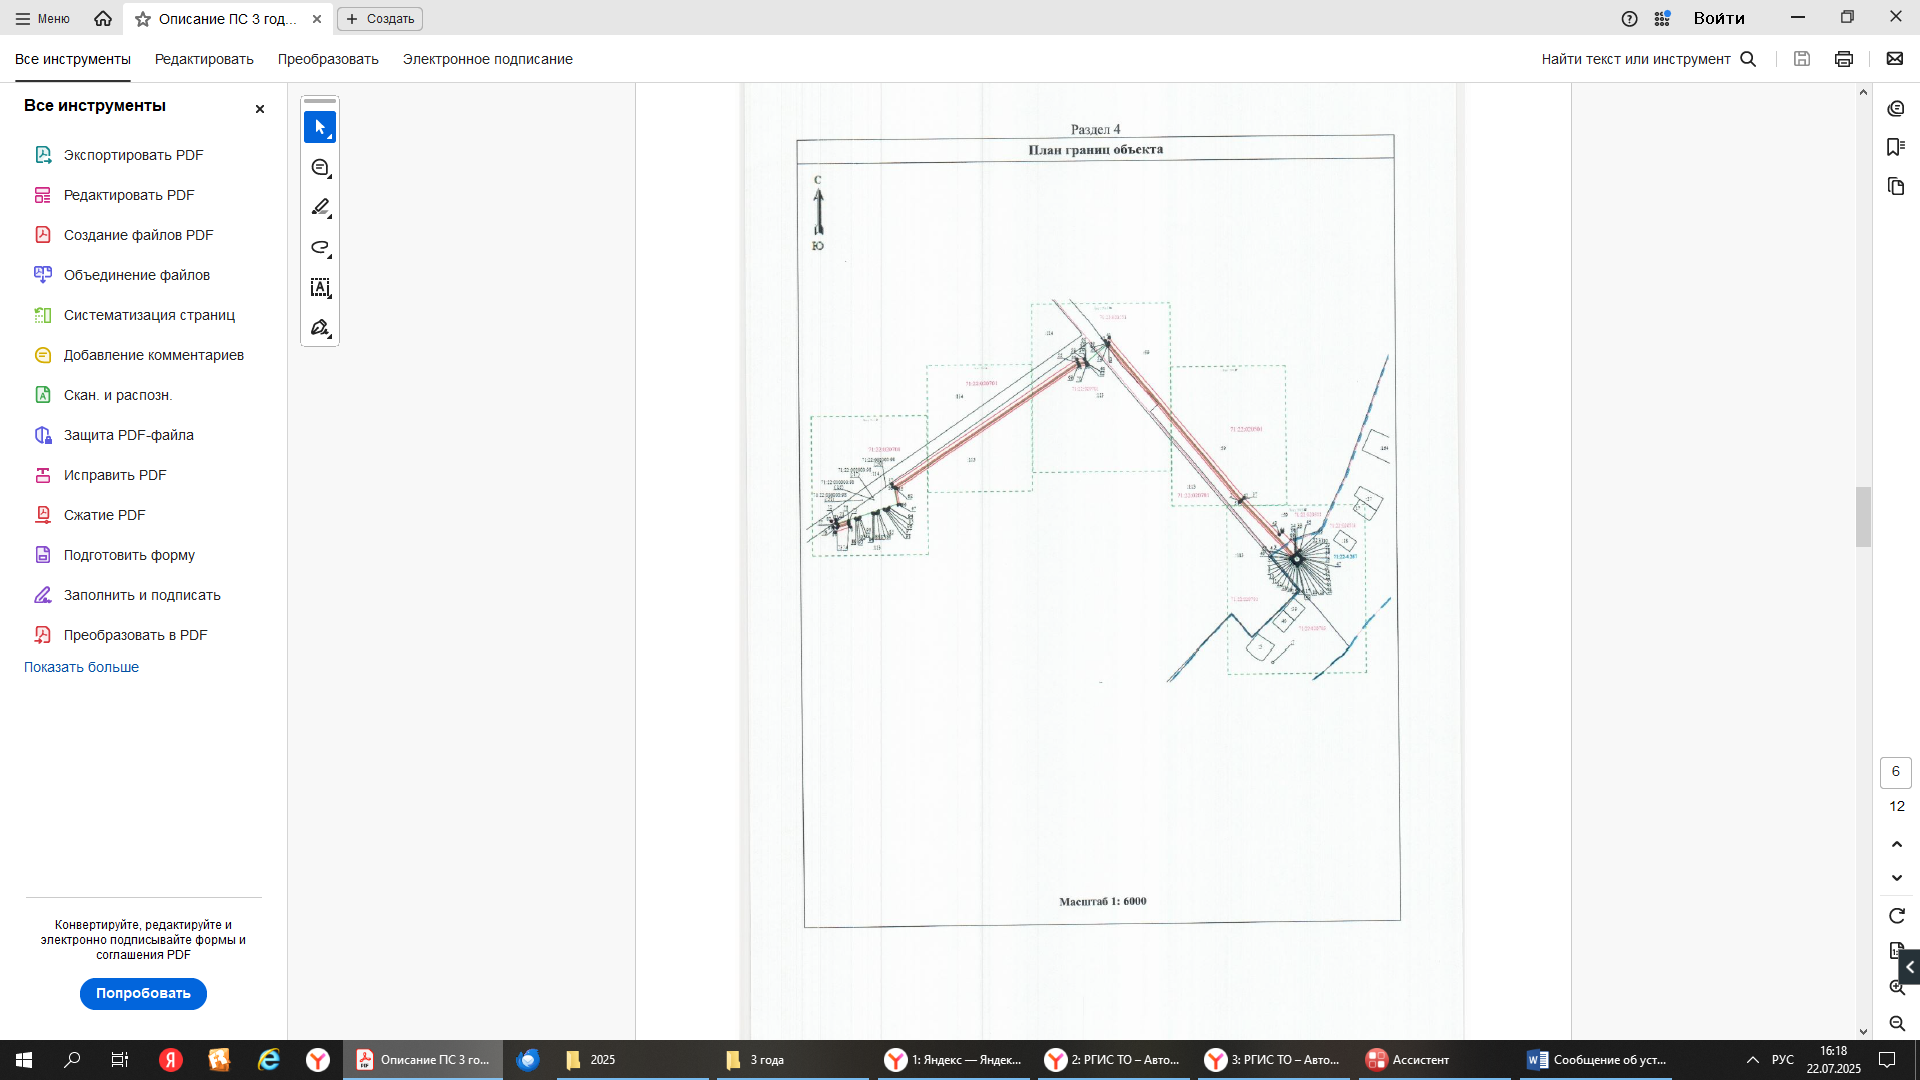 Меню
Описание ПС 3 год...
Создать
Войти
Все инструменты
Редактировать
Преобразовать
Электронное подписание
Найти текст или инструмент
Все инструменты
Экспортировать PDF
Редактировать PDF
Создание файлов PDF
Объединение файлов
Систематизация страниц
Добавление комментариев
Скан. и распозн.
Защита PDF-файла
Исправить PDF
Сжатие PDF
Подготовить форму
Заполнить и подписать
Преобразовать в PDF
Показать больше
Конвертируйте, редактируйте и
электронно подписывайте формы и
соглашения PDF
Попробовать
Раздел 4
План границ объекта
С
Ю
Масштаб 1: 6000
6
12
Описание ПС 3 го...
2025
3 года
1: Яндекс — Яндек...
2: РГИС ТО – Авто...
3: РГИС ТО – Авто...
Ассистент
Сообщение об уст...
РУС
16:18
22.07.2025